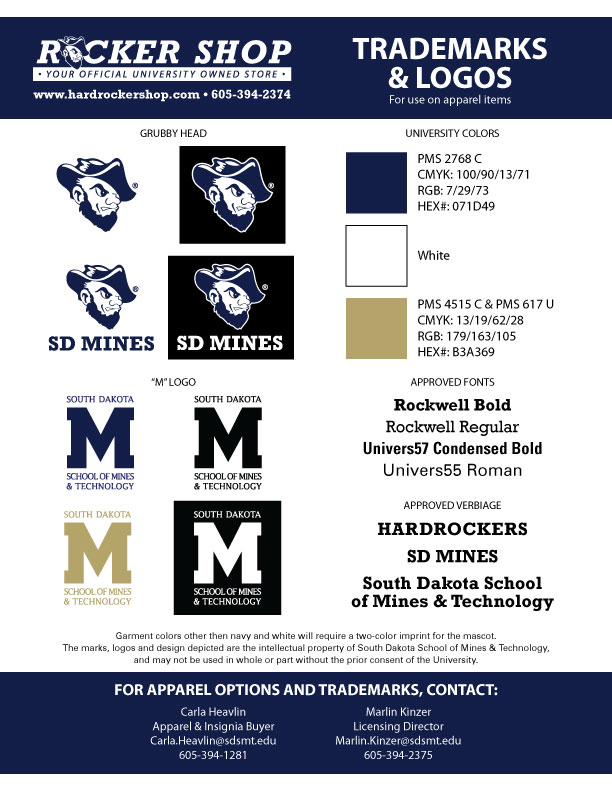 ROCKER SHOP
• YOUR OFFICIAL UNIVERSITY OWNED STORE •
www.hardrockershop.com • 605-394-2374
TRADEMARKS
& LOGOS
For use on apparel items
GRUBBY HEAD
®
®
®
SD MINES
®
SD MINES
"M" LOGO
SOUTH DAKOTA
M
SCHOOL OF MINES
& TECHNOLOGY
SOUTH DAKOTA
M
SCHOOL OF MINES
& TECHNOLOGY
SOUTH DAKOTA
M
SCHOOL OF MINES
& TECHNOLOGY
SOUTH DAKOTA
M
SCHOOL OF MINES
& TECHNOLOGY
UNIVERSITY COLORS
PMS 2768 C
CMYK: 100/90/13/71
RGB: 7/29/73
HEX#: 071D49
White
PMS 4515 C & PMS 617 U
CMYK: 13/19/62/28
RGB: 179/163/105
HEX#: B3A369
APPROVED FONTS
Rockwell Bold
Rockwell Regular
Univers57 Condensed Bold
Univers55 Roman
APPROVED VERBIAGE
HARDROCKERS
SD MINES
South Dakota School
of Mines & Technology
Garment colors other then navy and white will require a two-color imprint for the mascot.
The marks, logos and design depicted are the intellectual property of South Dakota School of Mines & Technology,
and may not be used in whole or part without the prior consent of the University.
FOR APPAREL OPTIONS AND TRADEMARKS, CONTACT:
Carla Heavlin
Apparel & Insignia Buyer
Carla.Heavlin@sdsmt.edu
605-394-1281
Marlin Kinzer
Licensing Director
Marlin.Kinzer@sdsmt.edu
605-394-2375